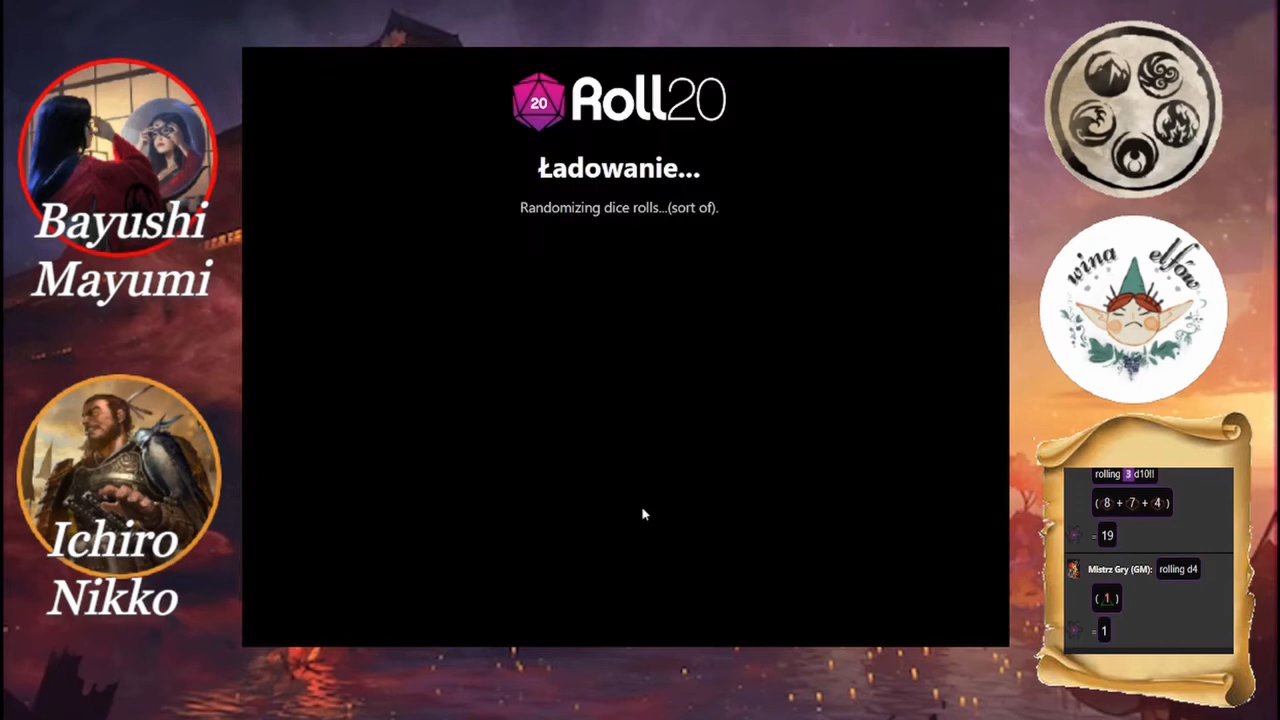 Bayushi
Mayumi
Ichiro
Nikko
20
Roll20
Ładowanie...
Randomizing dice rolls...(sort of).
wina elfów
rolling 3 d10!!
(8 + 7 + 4)
= 19
Mistrz Gry (GM): rolling d4
(1)
= 1